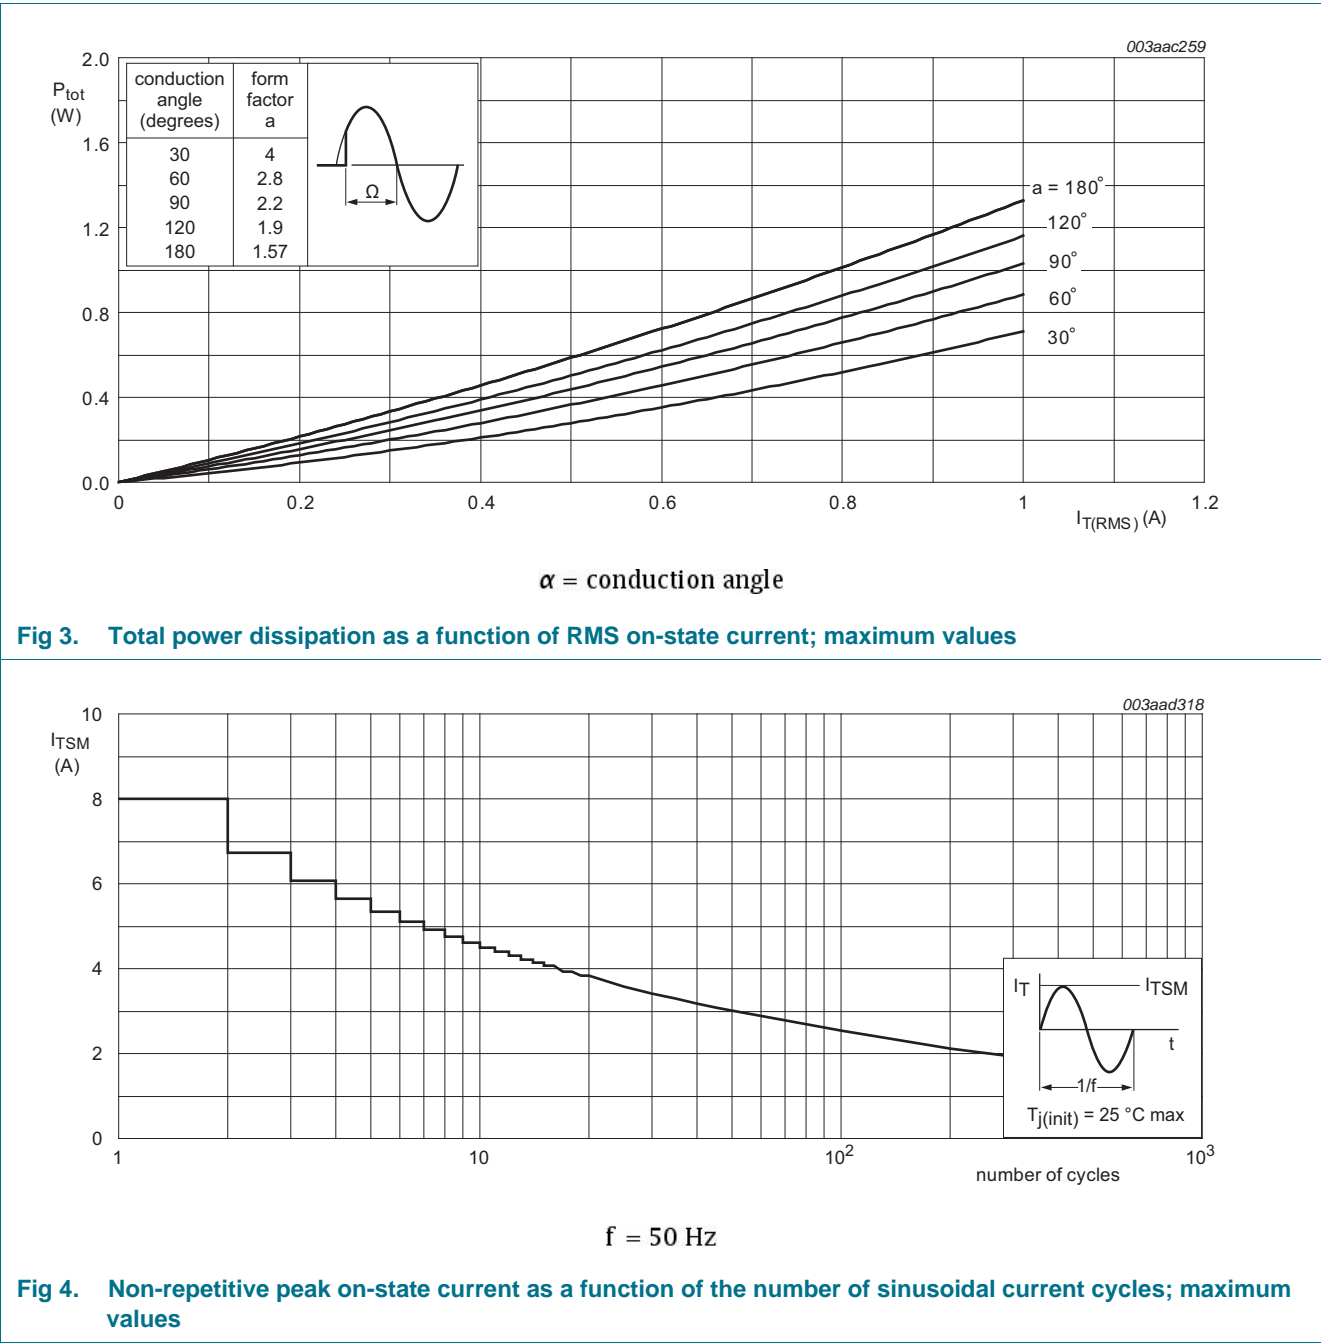 003aac259
2.0
Ptot
(W)
1.6
1.2
0.8
0.4
0.0
conduction angle (degrees) form factor a
30 4
60 2.8
90 2.2
120 1.9
180 1.57
Ω
a = 180°
120°
90°
60°
30°
0 0.2 0.4 0.6 0.8 1 1.2
IT(RMS) (A)
α = conduction angle
Fig 3. Total power dissipation as a function of RMS on-state current; maximum values
003aad318
10
ITSM
(A)
8
6
4
2
0
IT ITSM
t
1/f
Tj(init) = 25 °C max
1 10 10² 10³
number of cycles
f = 50 Hz
Fig 4. Non-repetitive peak on-state current as a function of the number of sinusoidal current cycles; maximum
values